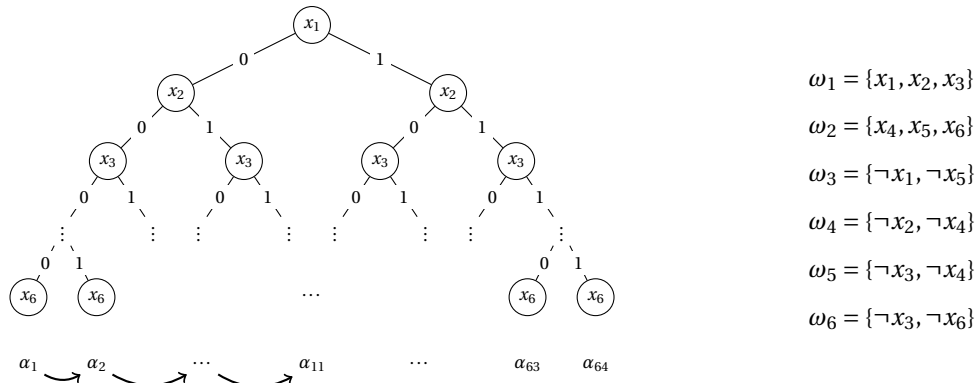 x₁
0 1
x₂ x₂
0 1 0 1
x₃ x₃ x₃ x₃
0 1 0 1 0 1 0 1
⋮ ⋮ ⋮ ⋮ ⋮ ⋮ ⋮ ⋮
0 1 0 1
x₆ x₆ ⋯ x₆ x₆
α₁ α₂ ⋯ α₁₁ ⋯ α₆₃ α₆₄
ω₁ = {x₁, x₂, x₃}
ω₂ = {x₄, x₅, x₆}
ω₃ = {¬x₁, ¬x₅}
ω₄ = {¬x₂, ¬x₄}
ω₅ = {¬x₃, ¬x₄}
ω₆ = {¬x₃, ¬x₆}